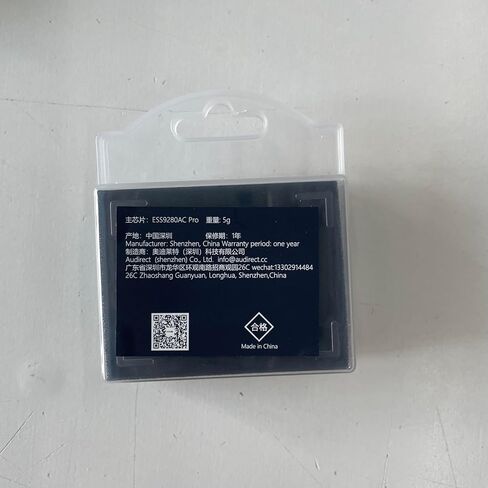 主芯片：ESS9280AC Pro 重量: 5g
产地：中国深圳 保修期：1年
Manufacturer: Shenzhen, China Warranty period: one year
制造商：奥迪莱特（深圳）科技有限公司
Audirect (shenzhen) Co., Ltd. info@audirect.cc
广东省深圳市龙华区环观南路招商观园26C wechat:13302914484
26C Zhaoshang Guanyuan, Longhua, Shenzhen,China
合格
Made in China